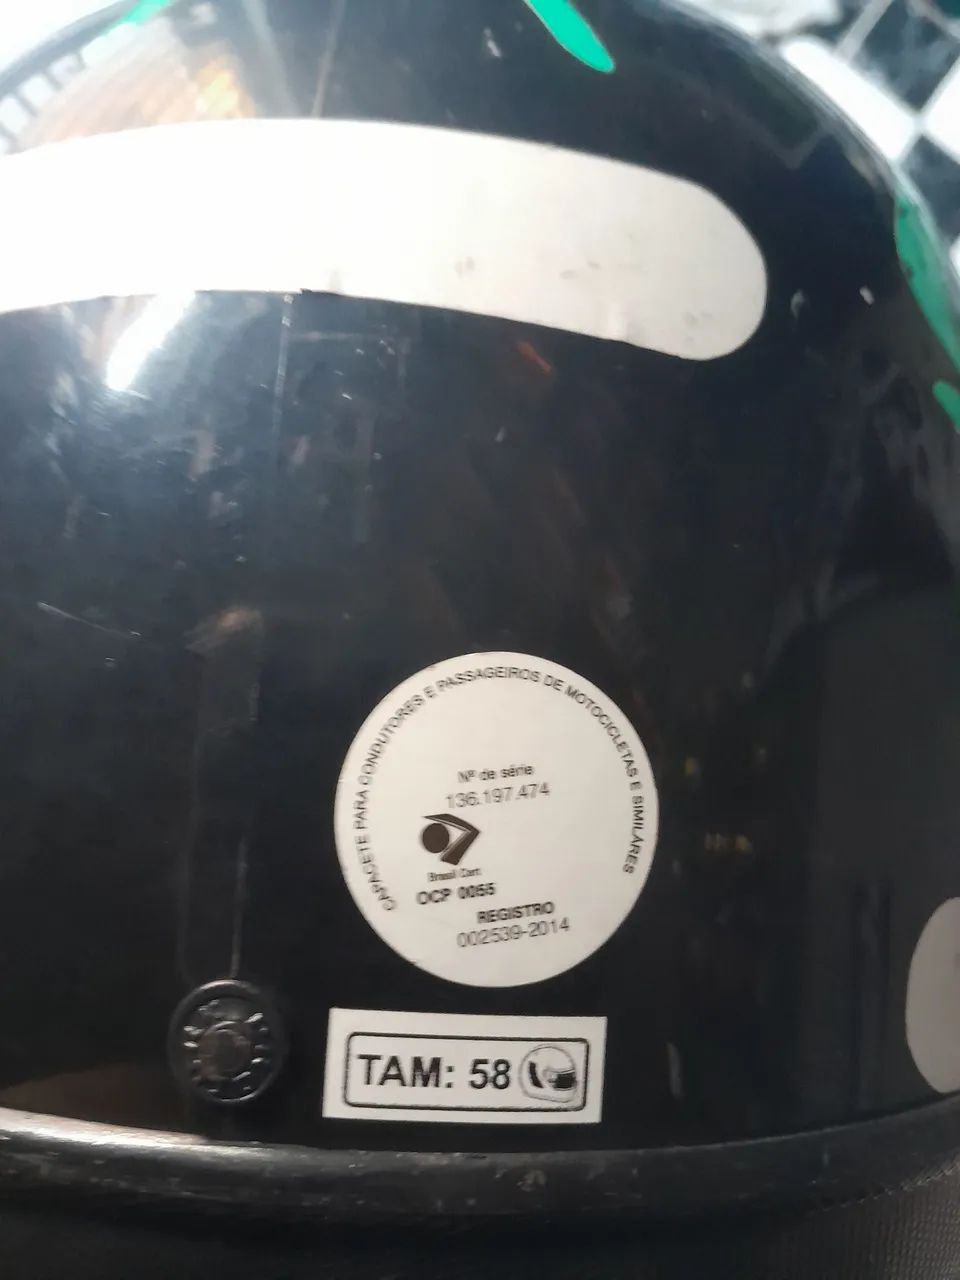 CAPACETE PARA CONDUTORES E PASSAGEIROS DE MOTOCICLETAS E SIMILARES
Nº de série
136.197.474
Brasil Cert
OCP 0055
REGISTRO
002539-2014
TAM: 58